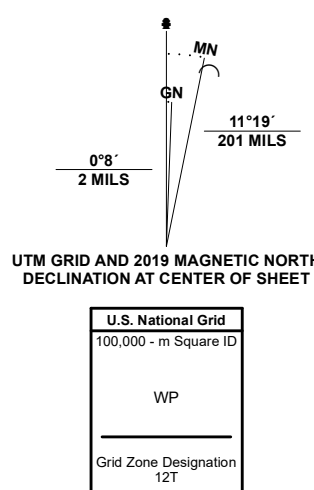 MN
GN
11°19´
201 MILS
0°8´
2 MILS
UTM GRID AND 2019 MAGNETIC NORTH
DECLINATION AT CENTER OF SHEET
U.S. National Grid
100,000 - m Square ID
WP
Grid Zone Designation
12T